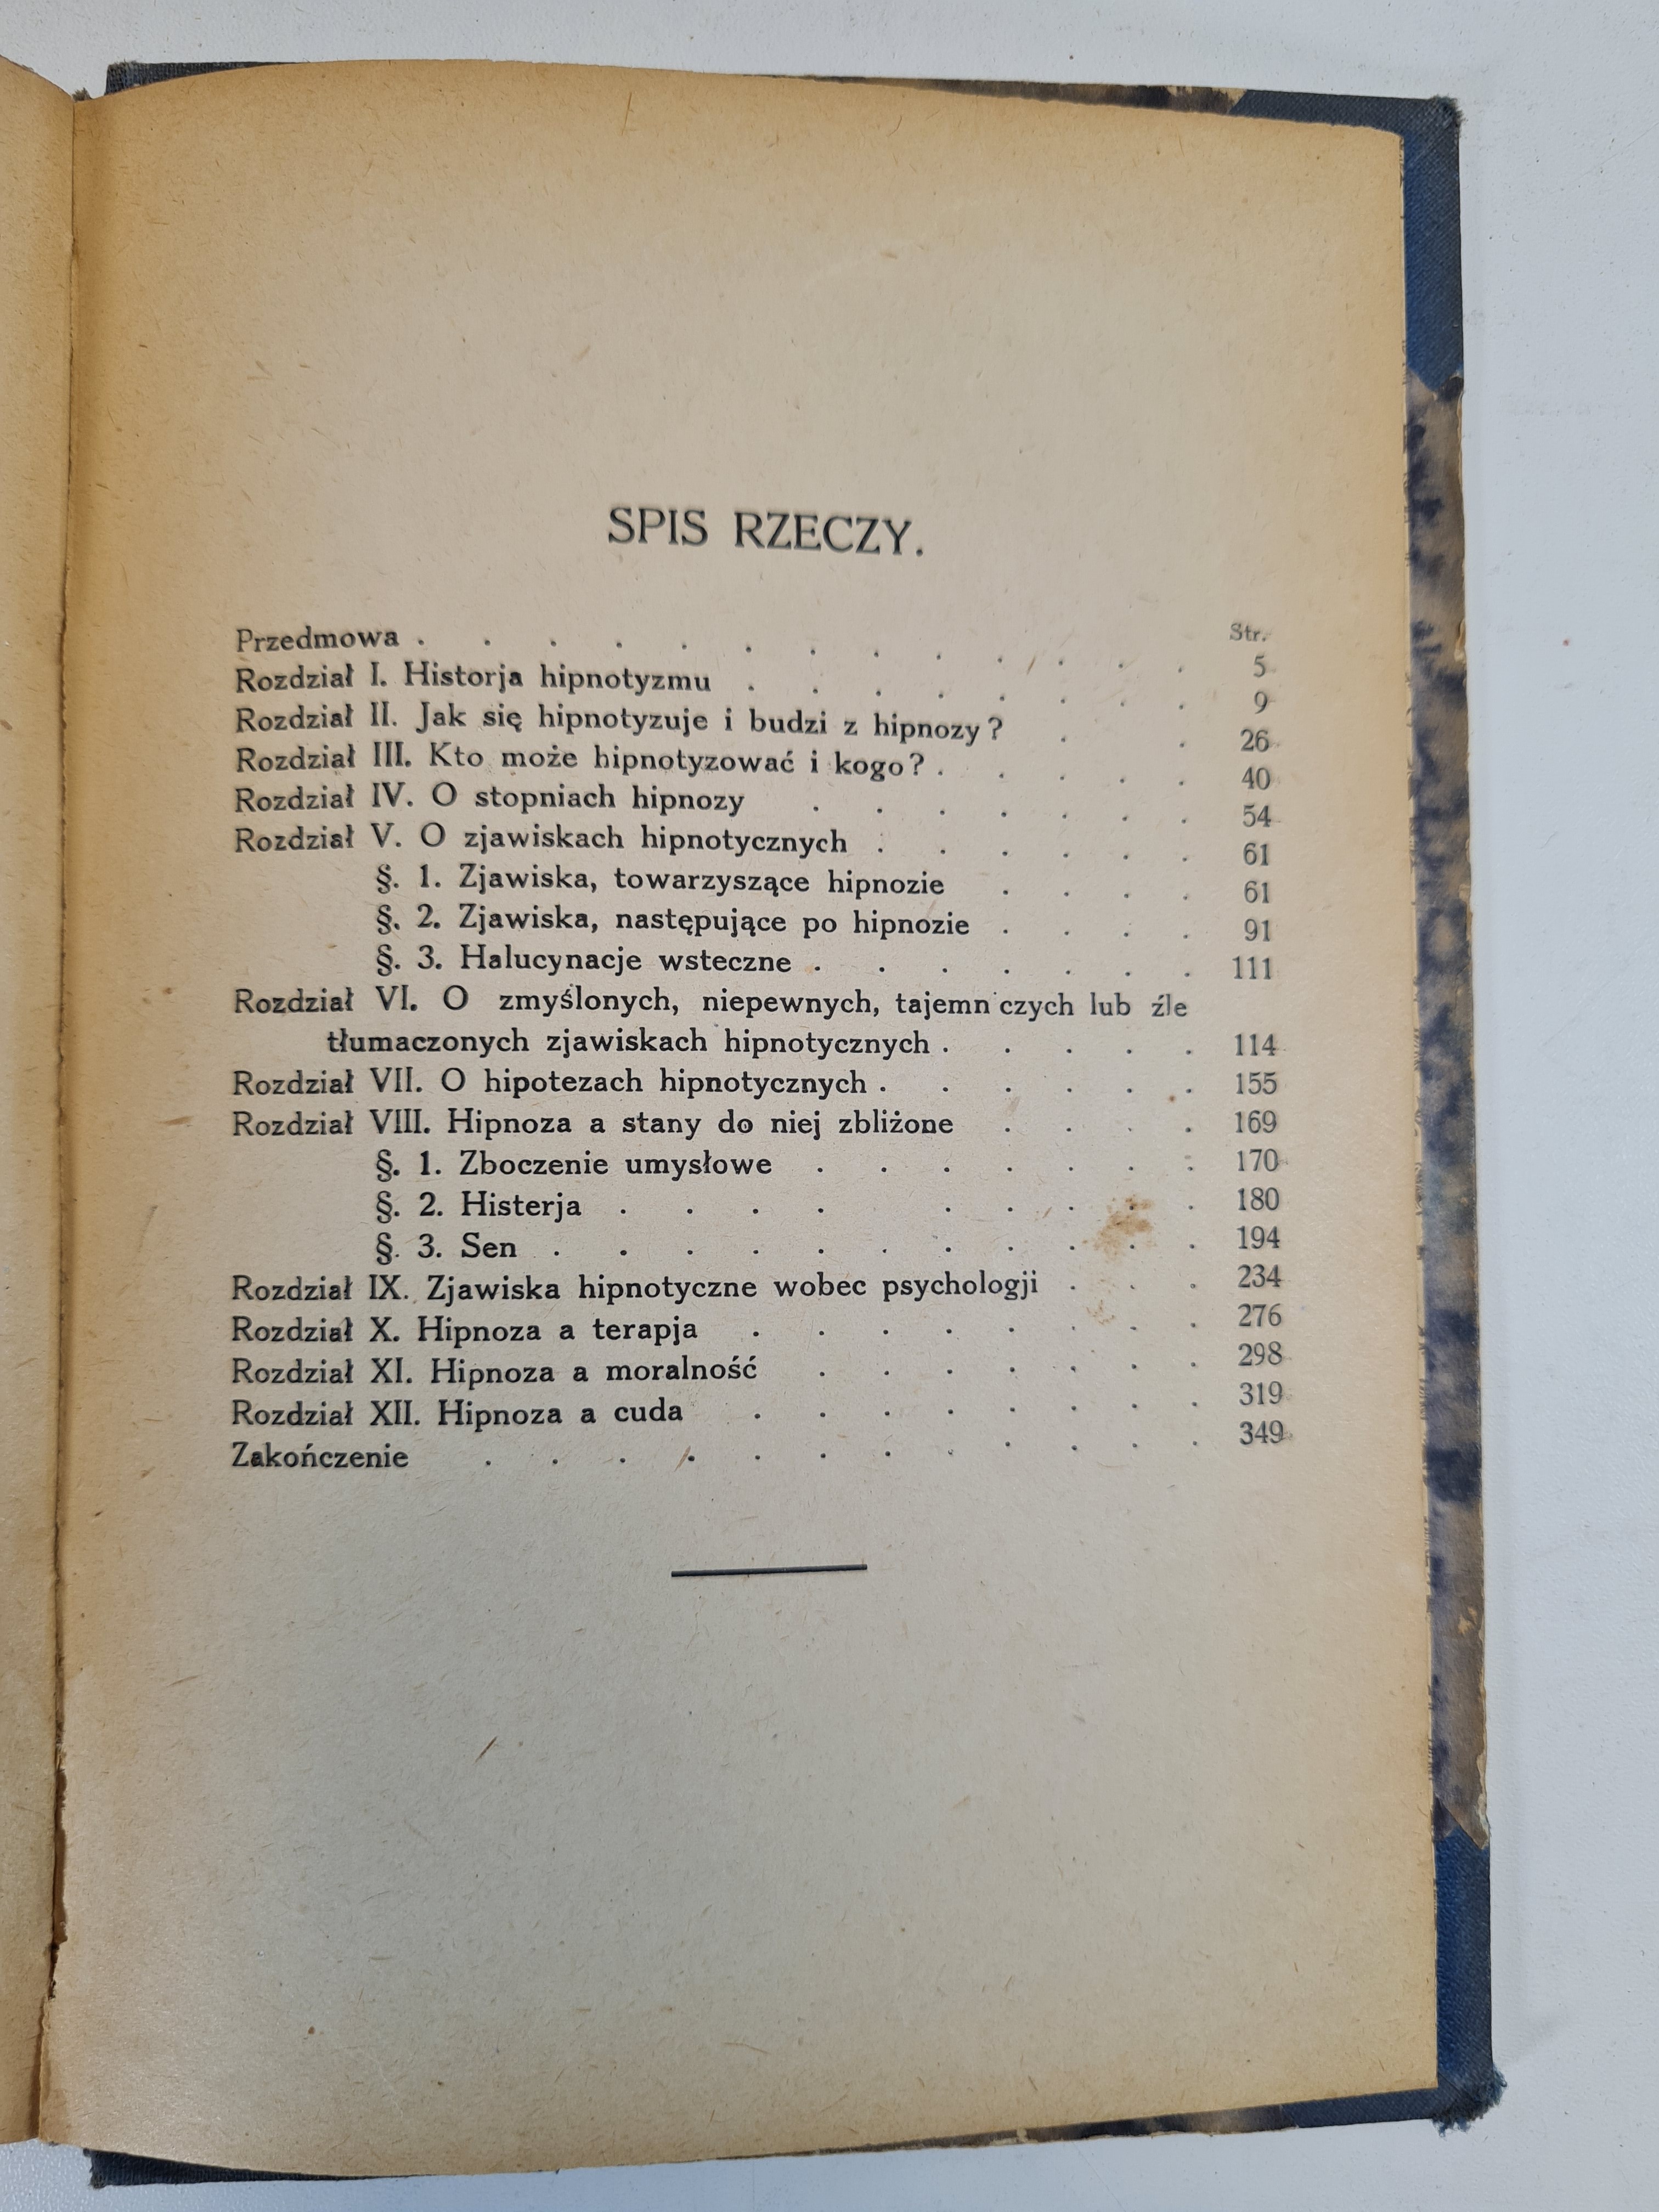 SPIS RZECZY.
Str.
Przedmowa . . . . . . . . . . . . . 5
Rozdział I. Historja hipnotyzmu . . . . . . . . 9
Rozdział II. Jak się hipnotyzuje i budzi z hipnozy? . . 26
Rozdział III. Kto może hipnotyzować i kogo? . . . . . 40
Rozdział IV. O stopniach hipnozy . . . . . . . 54
Rozdział V. O zjawiskach hipnotycznych . . . . . . 61
§. 1. Zjawiska, towarzyszące hipnozie . . . . 61
§. 2. Zjawiska, następujące po hipnozie . . . . 91
§. 3. Halucynacje wsteczne . . . . . . . 111
Rozdział VI. O zmyślonych, niepewnych, tajemn czych lub źle
tłumaczonych zjawiskach hipnotycznych . . . . . 114
Rozdział VII. O hipotezach hipnotycznych . . . . . . 155
Rozdział VIII. Hipnoza a stany do niej zbliżone . . . . 169
§. 1. Zboczenie umysłowe . . . . . . . 170
§. 2. Histerja . . . . . . . . . 180
§. 3. Sen . . . . . . . . . . . 194
Rozdział IX. Zjawiska hipnotyczne wobec psychologji . . . 234
Rozdział X. Hipnoza a terapja . . . . . . . . 276
Rozdział XI. Hipnoza a moralność . . . . . . . 298
Rozdział XII. Hipnoza a cuda . . . . . . . . 319
Zakończenie . . . . . . . . . . . . 349